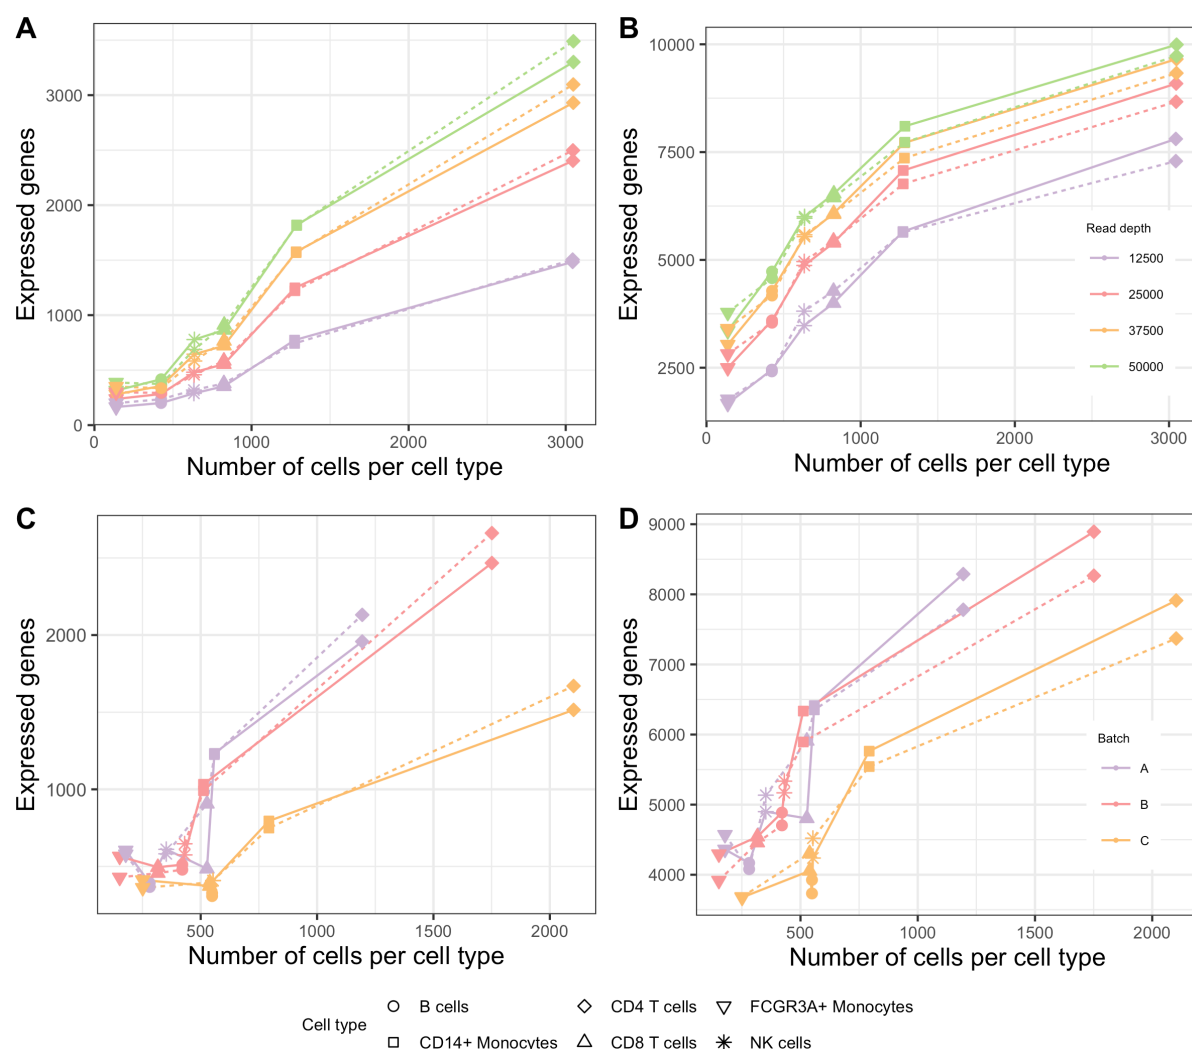 A
Expressed genes
3000
2000
1000
0
0 1000 2000 3000
Number of cells per cell type
B
Expressed genes
10000
7500
5000
2500
0 1000 2000 3000
Number of cells per cell type
Read depth
12500
25000
37500
50000
C
Expressed genes
2000
1000
500 1000 1500 2000
Number of cells per cell type
D
Expressed genes
9000
8000
7000
6000
5000
4000
500 1000 1500 2000
Number of cells per cell type
Batch
A
B
C
Cell type
B cells CD4 T cells FCGR3A+ Monocytes
CD14+ Monocytes CD8 T cells NK cells